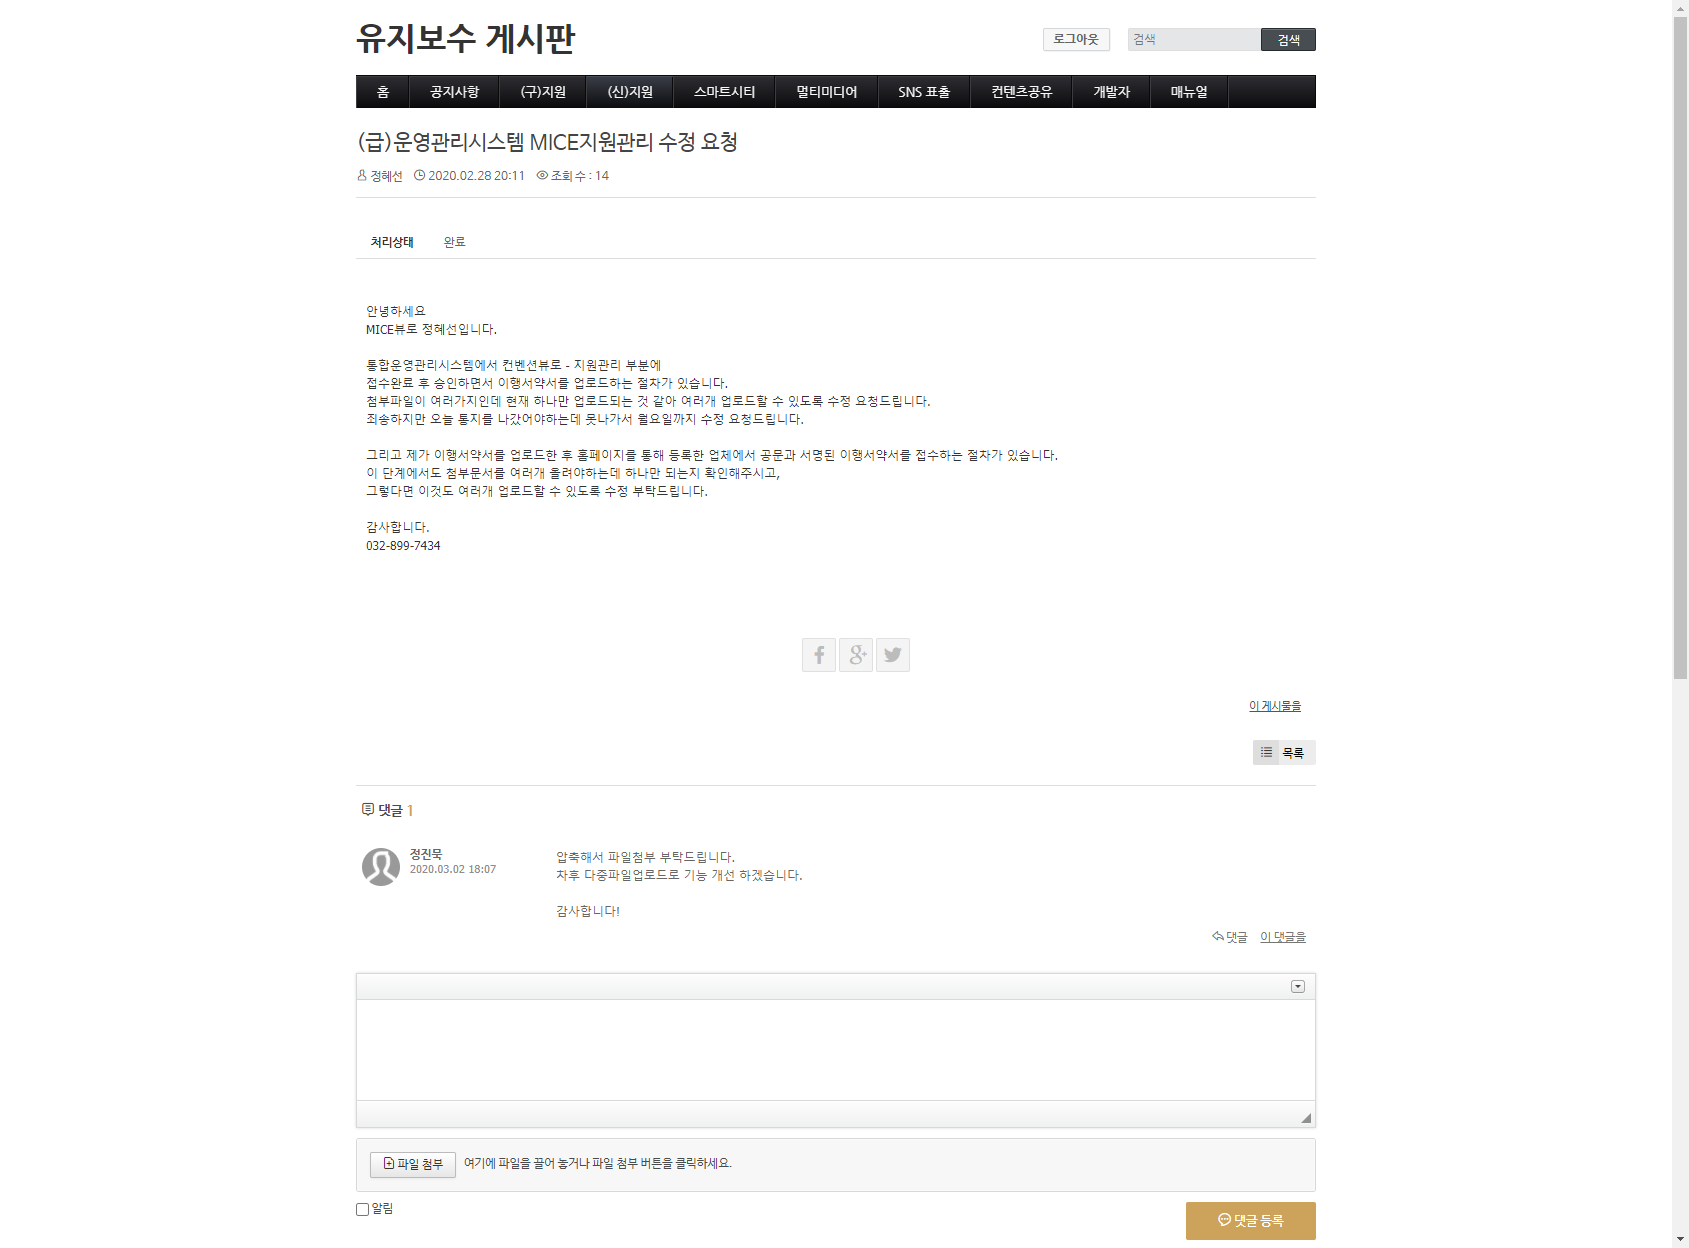 유지보수 게시판
로그아웃
검색
검색
홈 공지사항 (구)지원 (신)지원 스마트시티 멀티미디어 SNS 표출 컨텐츠공유 개발자 매뉴얼
(급)운영관리시스템 MICE지원관리 수정 요청
정혜선 2020.02.28 20:11 조회 수 : 14
처리상태 완료
안녕하세요
MICE뷰로 정혜선입니다.
통합운영관리시스템에서 컨벤션뷰로 - 지원관리 부분에
접수완료 후 승인하면서 이행서약서를 업로드하는 절차가 있습니다.
첨부파일이 여러가지인데 현재 하나만 업로드되는 것 같아 여러개 업로드할 수 있도록 수정 요청드립니다.
죄송하지만 오늘 통지를 나갔어야하는데 못나가서 월요일까지 수정 요청드립니다.
그리고 제가 이행서약서를 업로드한 후 홈페이지를 통해 등록한 업체에서 공문과 서명된 이행서약서를 접수하는 절차가 있습니다.
이 단계에서도 첨부문서를 여러개 올려야하는데 하나만 되는지 확인해주시고,
그렇다면 이것도 여러개 업로드할 수 있도록 수정 부탁드립니다.
감사합니다.
032-899-7434
이 게시물을
목록
댓글 1
정진묵
2020.03.02 18:07
압축해서 파일첨부 부탁드립니다.
차후 다중파일업로드로 기능 개선 하겠습니다.
감사합니다!
댓글 이 댓글을
파일 첨부 여기에 파일을 끌어 놓거나 파일 첨부 버튼을 클릭하세요.
알림
댓글 등록